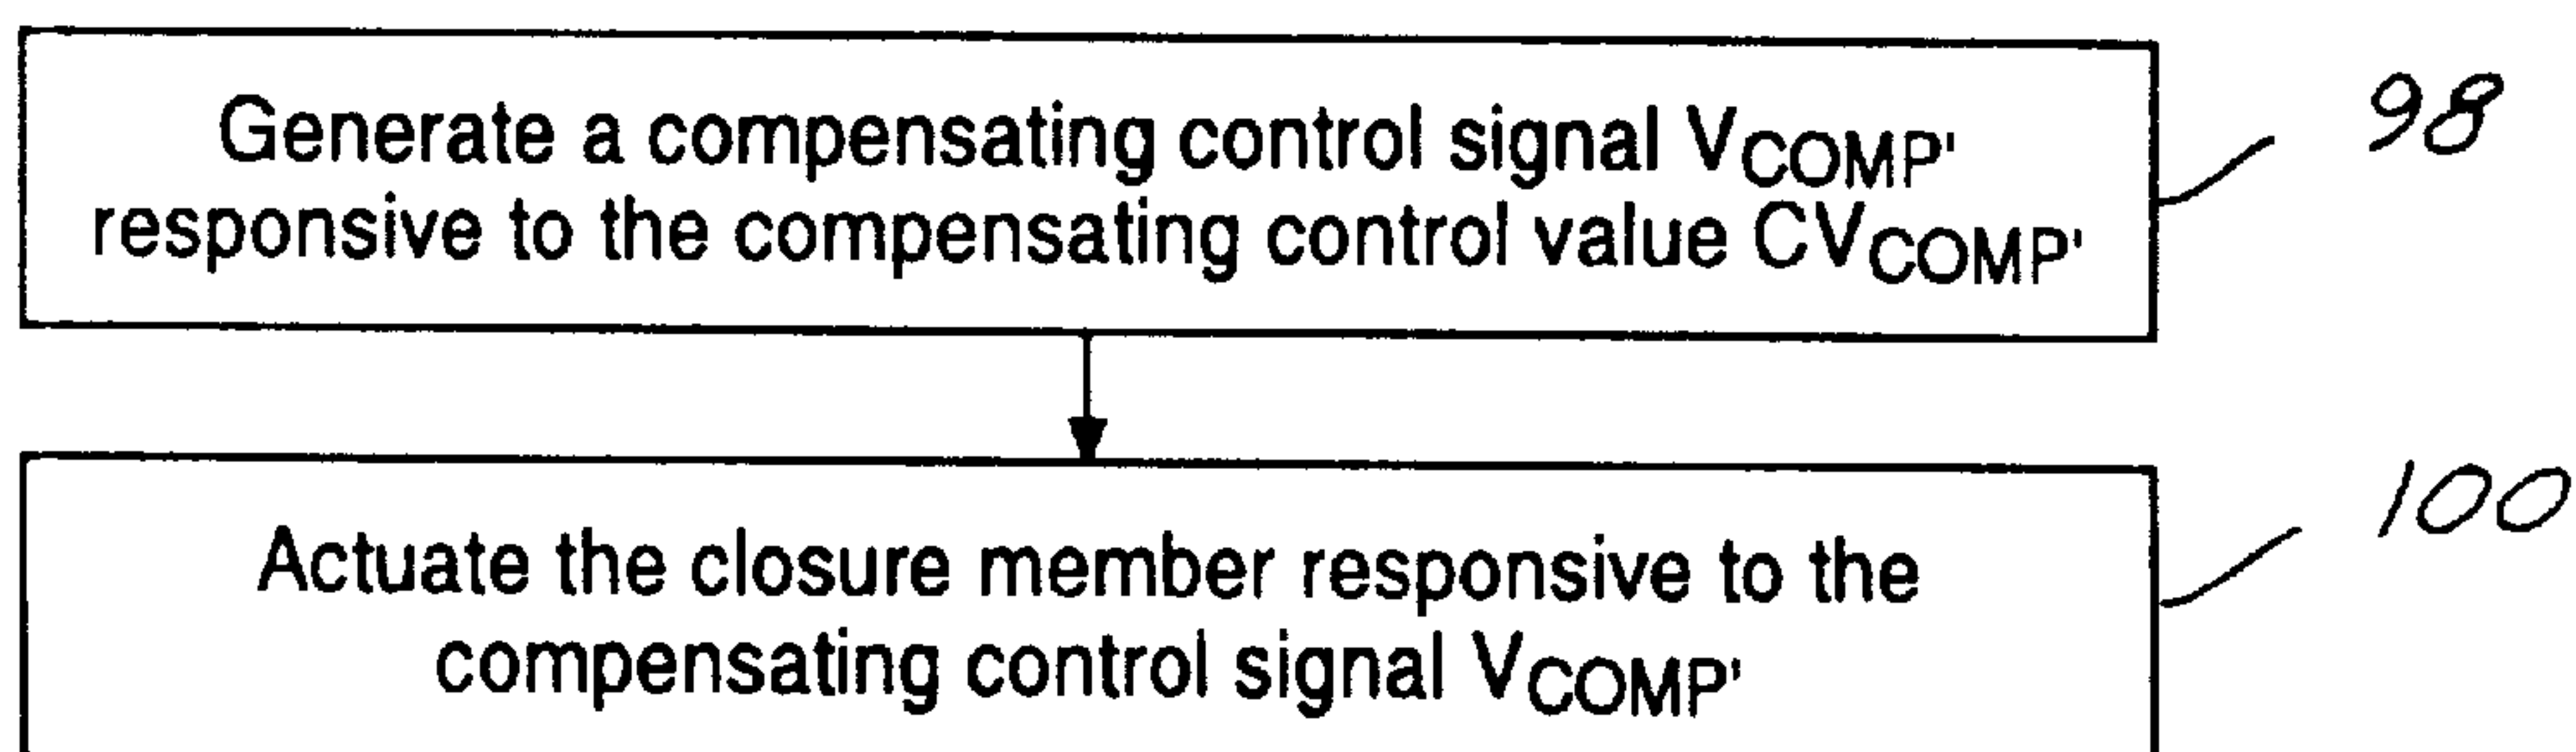 Generate a compensating control signal VCOMP'
responsive to the compensating control value CVCOMP'
98
Actuate the closure member responsive to the
compensating control signal VCOMP'
100